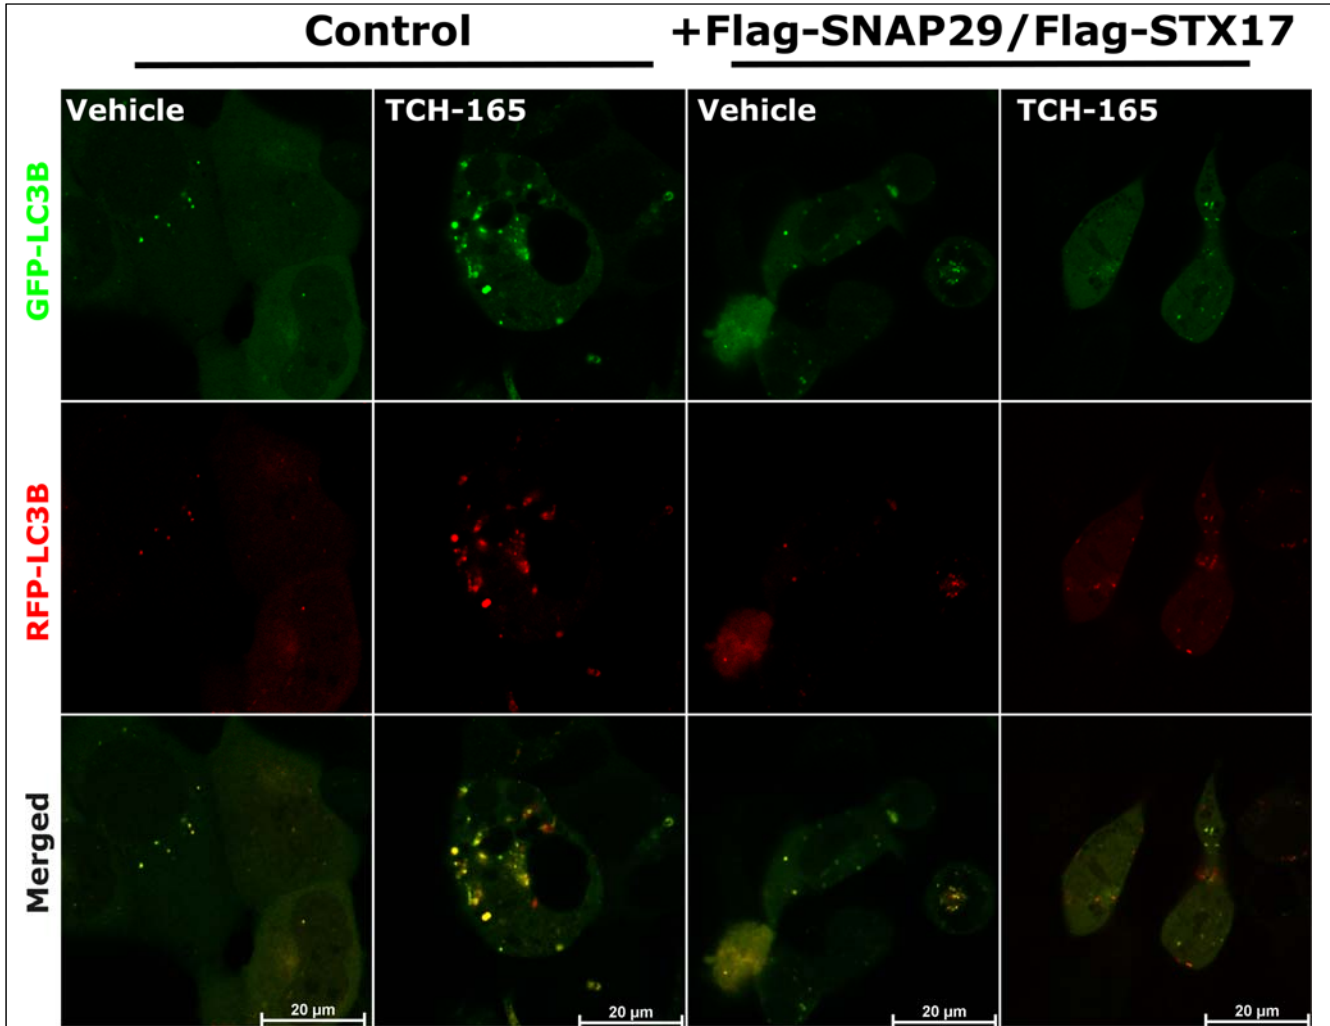 Control
+Flag-SNAP29/Flag-STX17
Vehicle
TCH-165
Vehicle
TCH-165
GFP-LC3B
RFP-LC3B
Merged
20 µm
20 µm
20 µm
20 µm